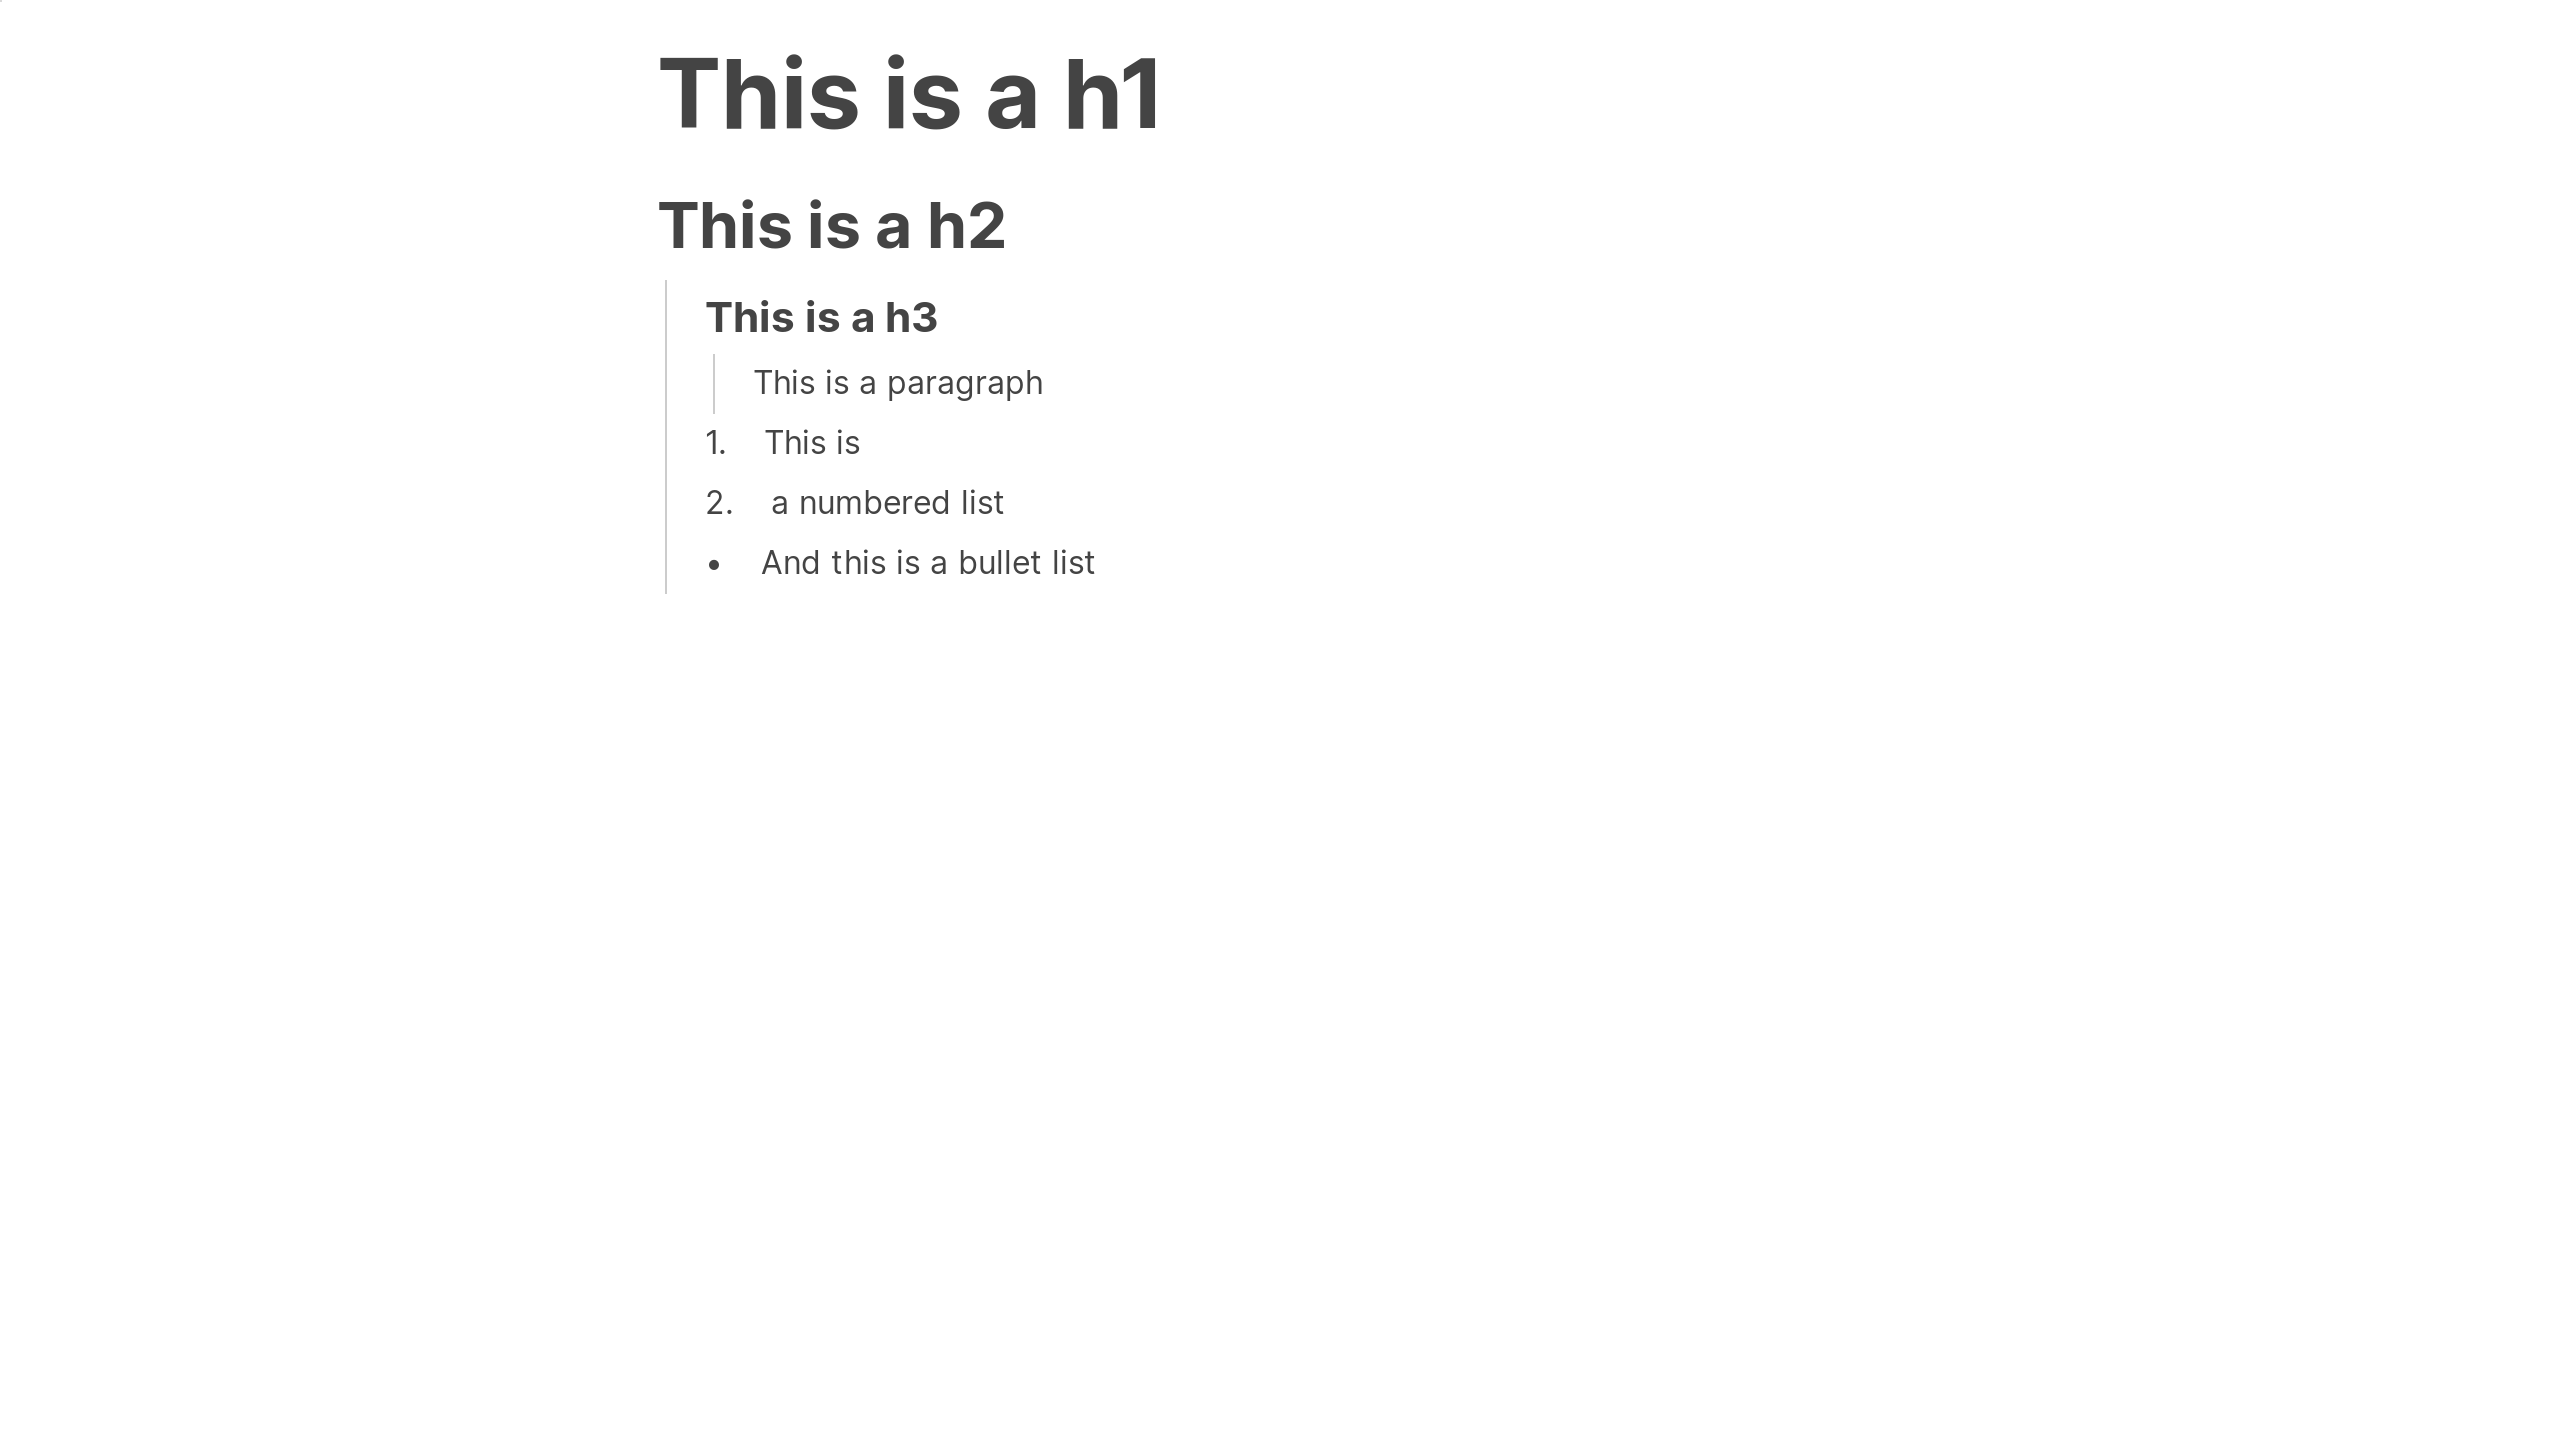 This is a h1
This is a h2
This is a h3
This is a paragraph
1. This is
2. a numbered list
• And this is a bullet list